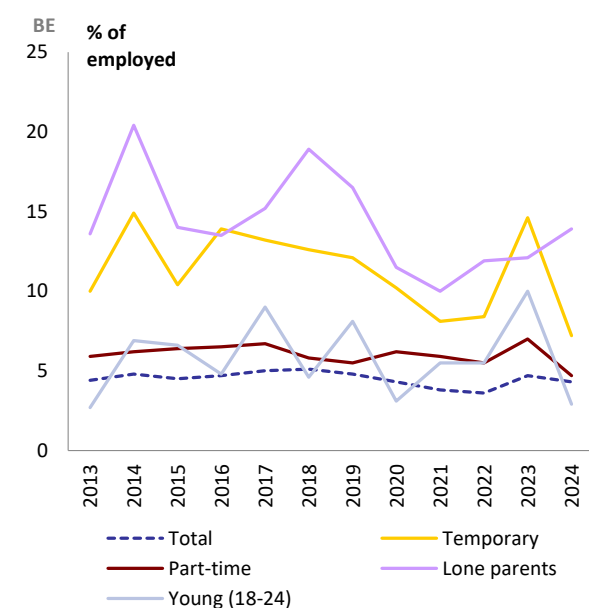 BE
% of
employed
25
20
15
10
5
0
2013
2014
2015
2016
2017
2018
2019
2020
2021
2022
2023
2024
Total
Temporary
Part-time
Lone parents
Young (18-24)